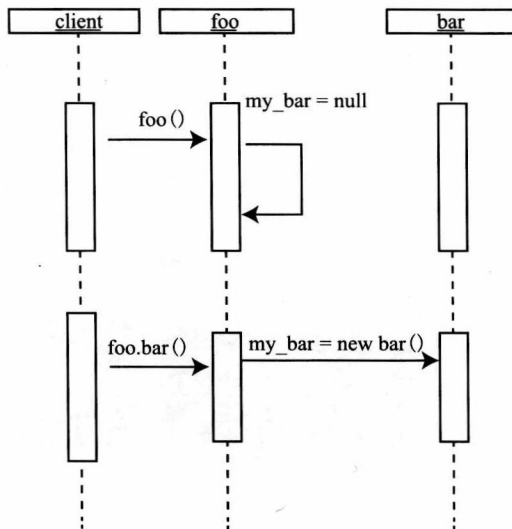 client
foo
bar
my_bar = null
foo()
foo.bar()
my_bar = new bar()